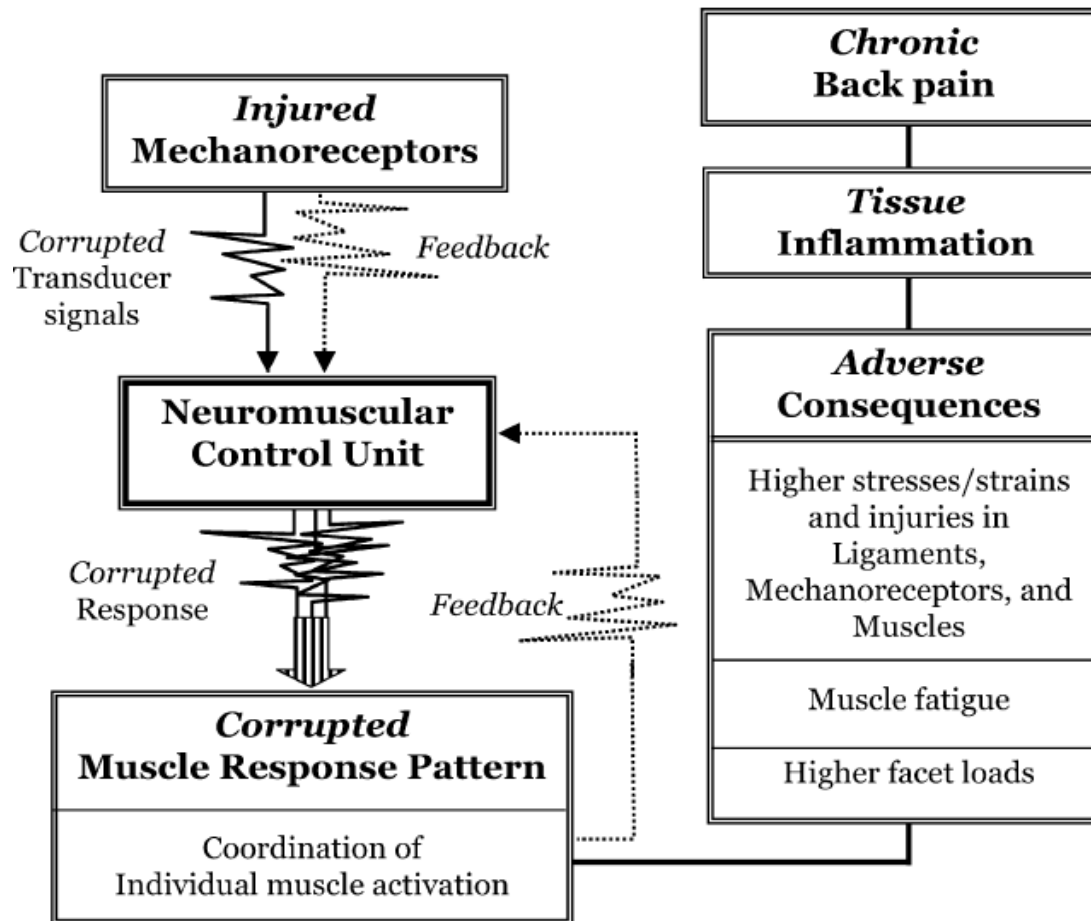 Injured
Mechanoreceptors
Corrupted
Transducer
signals
Feedback
Neuromuscular
Control Unit
Corrupted
Response
Feedback
Corrupted
Muscle Response Pattern
Coordination of
Individual muscle activation
Chronic
Back pain
Tissue
Inflammation
Adverse
Consequences
Higher stresses/strains
and injuries in
Ligaments,
Mechanoreceptors, and
Muscles
Muscle fatigue
Higher facet loads